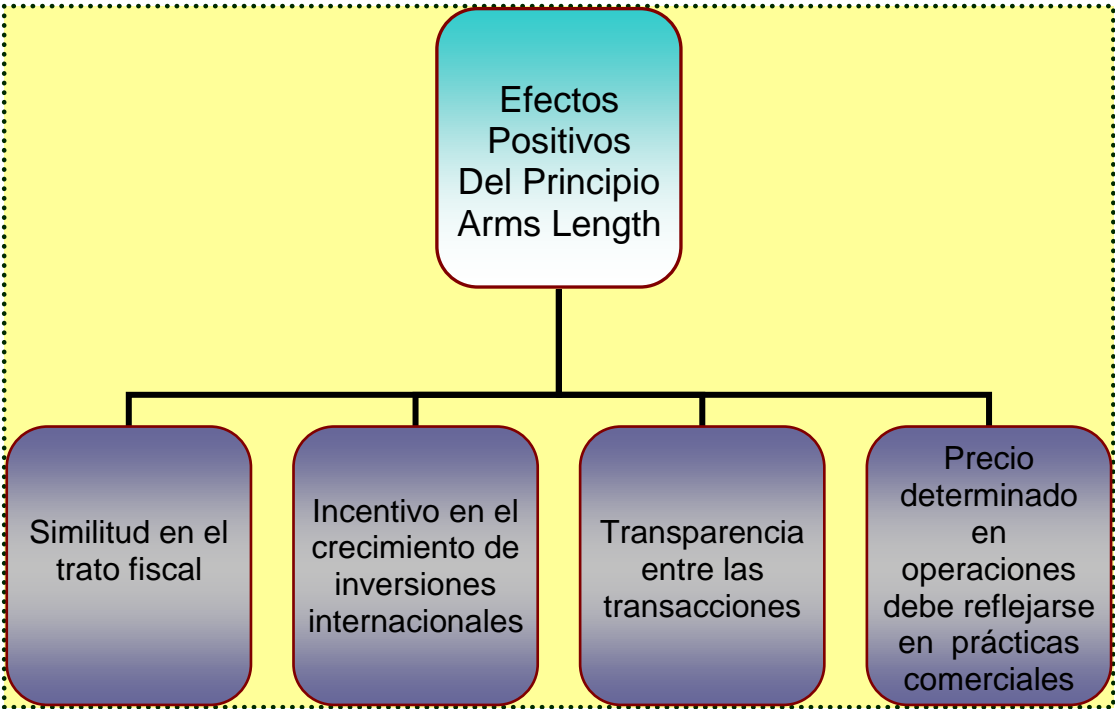 Efectos
Positivos
Del Principio
Arms Length
Similitud en el
trato fiscal
Incentivo en el
crecimiento de
inversiones
internacionales
Transparencia
entre las
transacciones
Precio
determinado
en
operaciones
debe reflejarse
en prácticas
comerciales